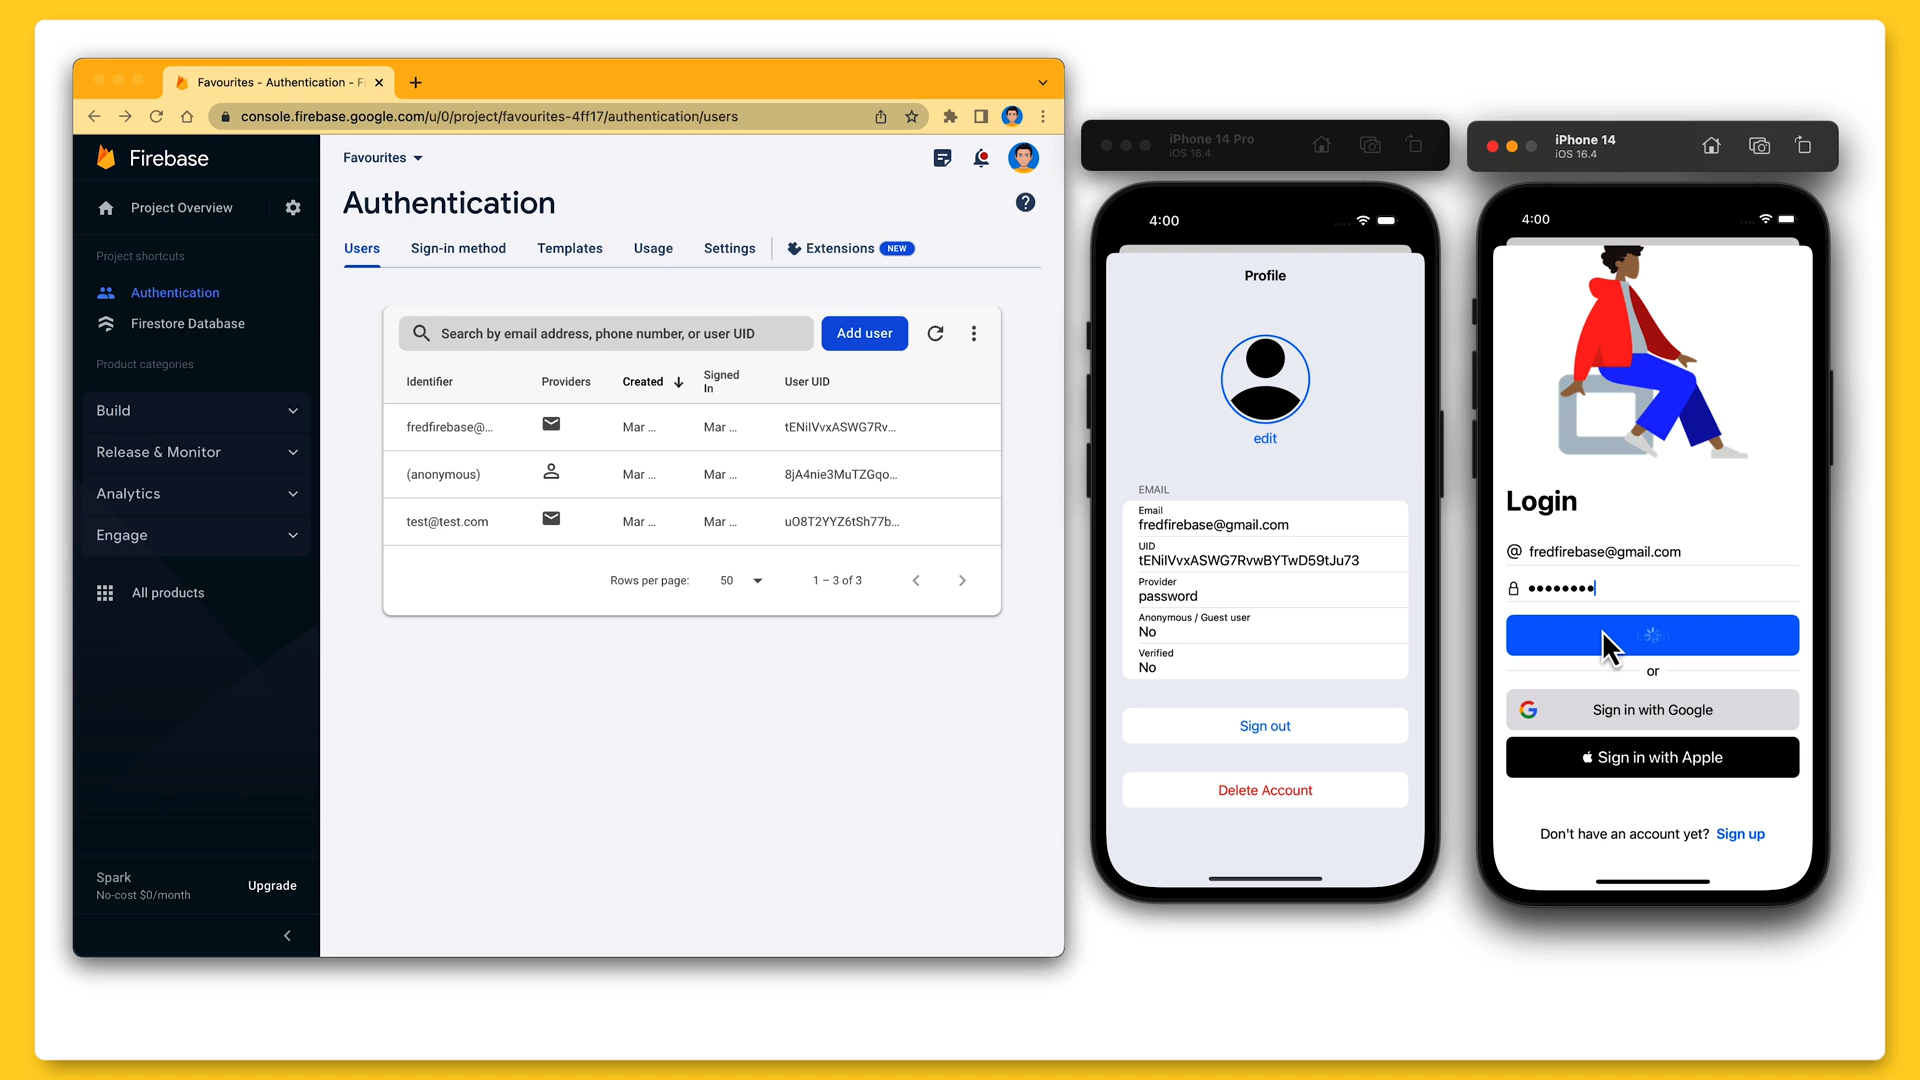 Favourites - Authentication - Fi
console.firebase.google.com/u/0/project/favourites-4ff17/authentication/users
Firebase
Project Overview
Project shortcuts
Authentication
Firestore Database
Product categories
Build
Release & Monitor
Analytics
Engage
All products
Spark
No-cost $0/month
Upgrade
Favourites
Authentication
Users
Sign-in method
Templates
Usage
Settings
Extensions
NEW
Search by email address, phone number, or user UID
Add user
Identifier
Providers
Created
Signed
In
User UID
fredfirebase@... Mar ... Mar ... tENilVvxASWG7Rv...
(anonymous) Mar ... Mar ... 8jA4nie3MuTZGqo...
test@test.com Mar ... Mar ... uO8T2YYZ6tSh77b...
Rows per page: 50 1 – 3 of 3
iPhone 14 Pro
iOS 16.4
4:00
Profile
edit
EMAIL
Email
fredfirebase@gmail.com
UID
tENilVvxASWG7RvwBYTwD59tJu73
Provider
password
Anonymous / Guest user
No
Verified
No
Sign out
Delete Account
iPhone 14
iOS 16.4
4:00
Login
@ fredfirebase@gmail.com
••••••••
or
Sign in with Google
Sign in with Apple
Don't have an account yet? Sign up